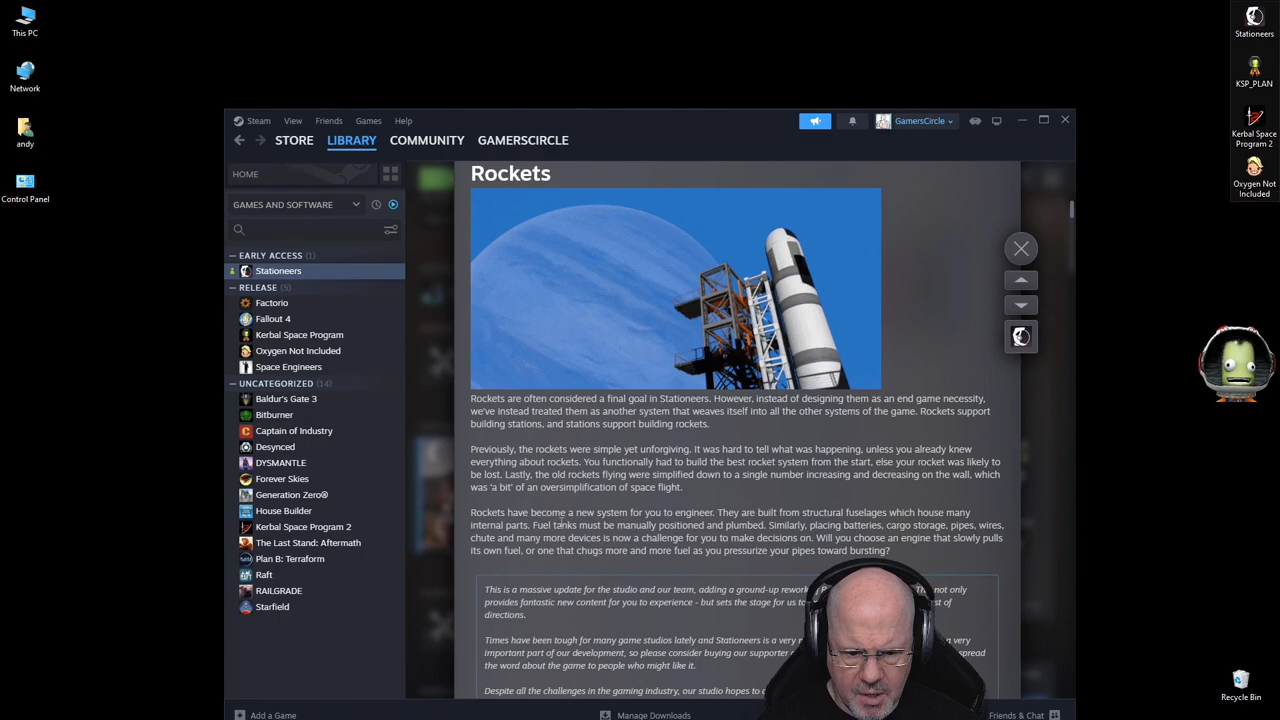 This PC
Network
andy
Control Panel
Stationeers
KSP_PLAN
Kerbal Space
Program 2
Oxygen Not
Included
Recycle Bin
Steam View Friends Games Help
GamersCircle
STORE LIBRARY COMMUNITY GAMERSCIRCLE
HOME
GAMES AND SOFTWARE
EARLY ACCESS (1)
Stationeers
RELEASE (5)
Factorio
Fallout 4
Kerbal Space Program
Oxygen Not Included
Space Engineers
UNCATEGORIZED (14)
Baldur's Gate 3
Bitburner
Captain of Industry
Desynced
DYSMANTLE
Forever Skies
Generation Zero®
House Builder
Kerbal Space Program 2
The Last Stand: Aftermath
Plan B: Terraform
Raft
RAILGRADE
Starfield
Rockets
Rockets are often considered a final goal in Stationeers. However, instead of designing them as an end game necessity,
we've instead treated them as another system that weaves itself into all the other systems of the game. Rockets support
building stations, and stations support building rockets.
Previously, the rockets were simple yet unforgiving. It was hard to tell what was happening, unless you already knew
everything about rockets. You functionally had to build the best rocket system from the start, else your rocket was likely to
be lost. Lastly, the old rockets flying were simplified down to a single number increasing and decreasing on the wall, which
was 'a bit' of an oversimplification of space flight.
Rockets have become a new system for you to engineer. They are built from structural fuselages which house many
internal parts. Fuel tanks must be manually positioned and plumbed. Similarly, placing batteries, cargo storage, pipes, wires,
chute and many more devices is now a challenge for you to make decisions on. Will you choose an engine that slowly pulls
its own fuel, or one that chugs more and more fuel as you pressurize your pipes toward bursting?
This is a massive update for the studio and our team, adding a ground-up rework not only
provides fantastic new content for you to experience - but sets the stage for us to st of
directions.
Times have been tough for many game studios lately and Stationeers is a very a very
important part of our development, so please consider buying our supporter spread
the word about the game to people who might like it.
Despite all the challenges in the gaming industry, our studio hopes to
Add a Game
Manage Downloads
Friends & Chat